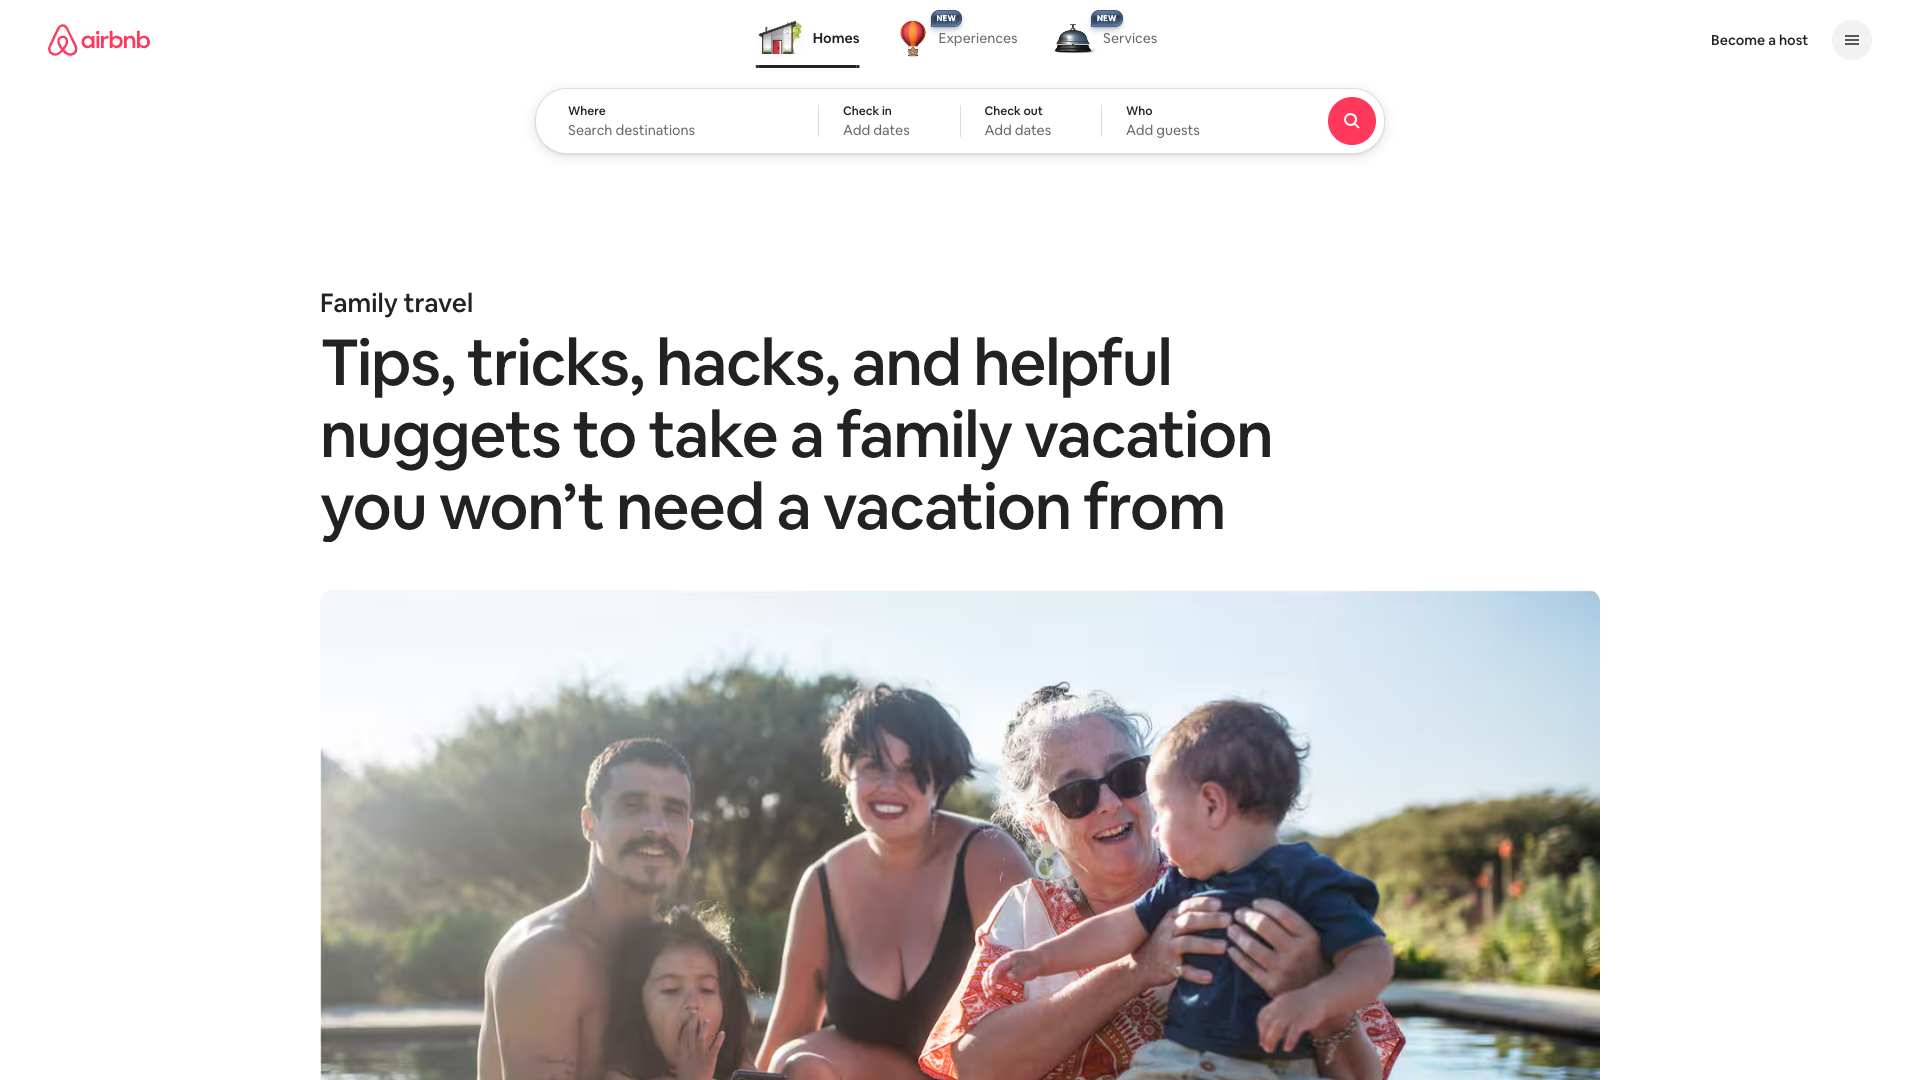 airbnb
Homes
NEW
Experiences
NEW
Services
Become a host
Where
Search destinations
Check in
Add dates
Check out
Add dates
Who
Add guests
Family travel
Tips, tricks, hacks, and helpful
nuggets to take a family vacation
you won’t need a vacation from